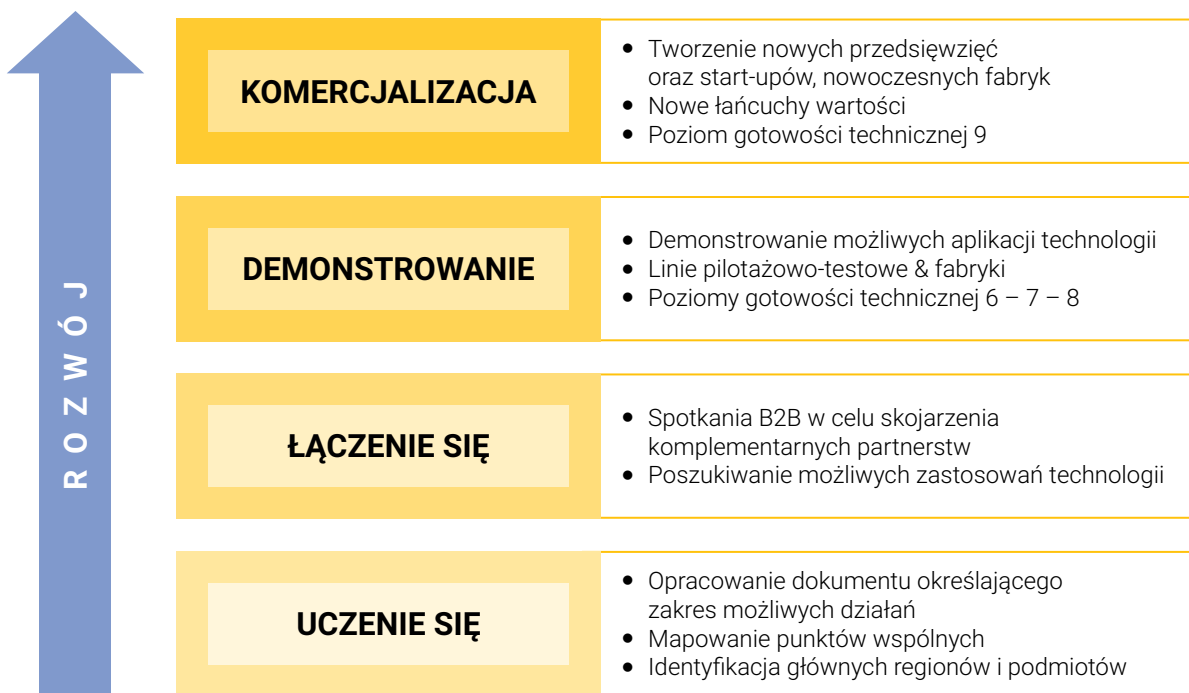 ROZWÓJ
KOMERCJALIZACJA
• Tworzenie nowych przedsięwzięć
oraz start-upów, nowoczesnych fabryk
• Nowe łańcuchy wartości
• Poziom gotowości technicznej 9
DEMONSTROWANIE
• Demonstrowanie możliwych aplikacji technologii
• Linie pilotażowo-testowe & fabryki
• Poziomy gotowości technicznej 6 – 7 – 8
ŁĄCZENIE SIĘ
• Spotkania B2B w celu skojarzenia
komplementarnych partnerstw
• Poszukiwanie możliwych zastosowań technologii
UCZENIE SIĘ
• Opracowanie dokumentu określającego
zakres możliwych działań
• Mapowanie punktów wspólnych
• Identyfikacja głównych regionów i podmiotów